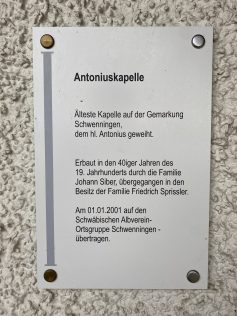 Antoniuskapelle
-
Älteste Kapelle auf der Gemarkung
Schwenningen,
dem hl. Antonius geweiht.
Erbaut in den 40iger Jahren des
19. Jahrhunderts durch die Familie
Johann Siber, übergegangen in den
Besitz der Familie Friedrich Sprissler.
Am 01.01.2001 auf den
Schwäbischen Albverein-
Ortsgruppe Schwenningen -
übertragen.